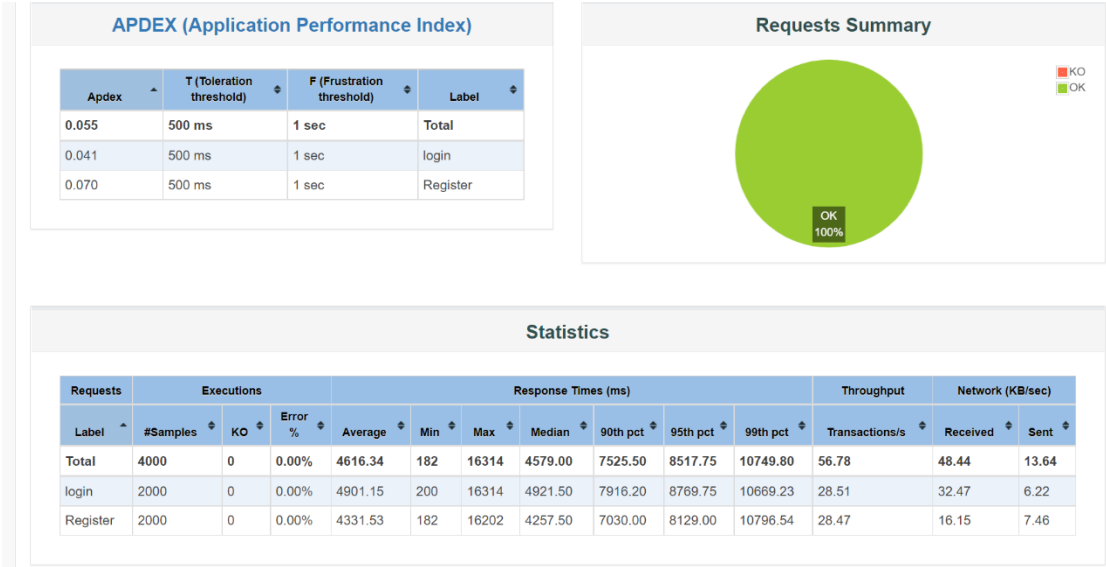 APDEX (Application Performance Index)
Apdex T (Toleration threshold) F (Frustration threshold) Label
0.055 500 ms 1 sec Total
0.041 500 ms 1 sec login
0.070 500 ms 1 sec Register
Requests Summary
KO
OK
OK
100%
Statistics
Requests Executions Response Times (ms) Throughput Network (KB/sec)
Label #Samples KO Error % Average Min Max Median 90th pct 95th pct 99th pct Transactions/s Received Sent
Total 4000 0 0.00% 4616.34 182 16314 4579.00 7525.50 8517.75 10749.80 56.78 48.44 13.64
login 2000 0 0.00% 4901.15 200 16314 4921.50 7916.20 8769.75 10669.23 28.51 32.47 6.22
Register 2000 0 0.00% 4331.53 182 16202 4257.50 7030.00 8129.00 10796.54 28.47 16.15 7.46